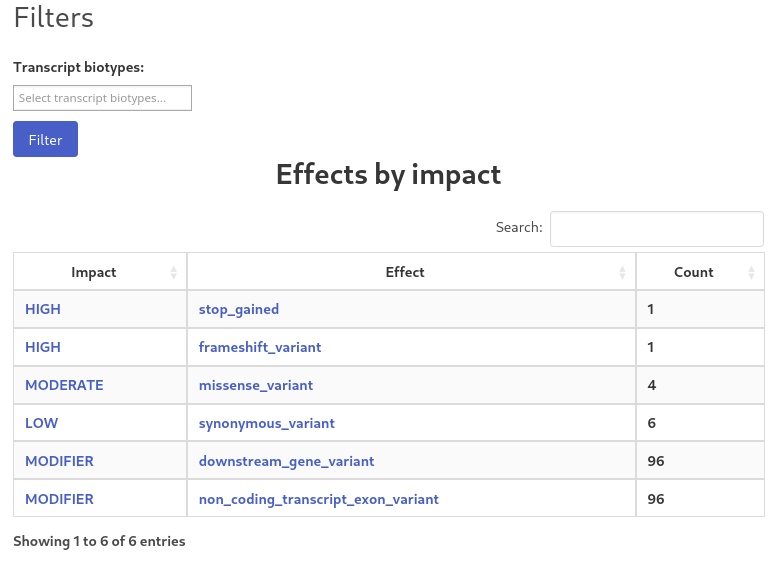 Filters
Transcript biotypes:
Select transcript biotypes...
Filter
Effects by impact
Search:
Impact Effect Count
HIGH stop_gained 1
HIGH frameshift_variant 1
MODERATE missense_variant 4
LOW synonymous_variant 6
MODIFIER downstream_gene_variant 96
MODIFIER non_coding_transcript_exon_variant 96
Showing 1 to 6 of 6 entries